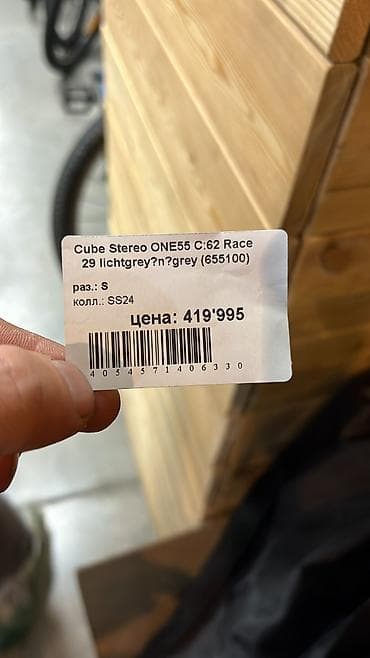 Cube Stereo ONE55 C:62 Race
29 lichtgrey?n?grey (655100)
раз.: S
колл.: SS24
цена: 419'995
4054571406330